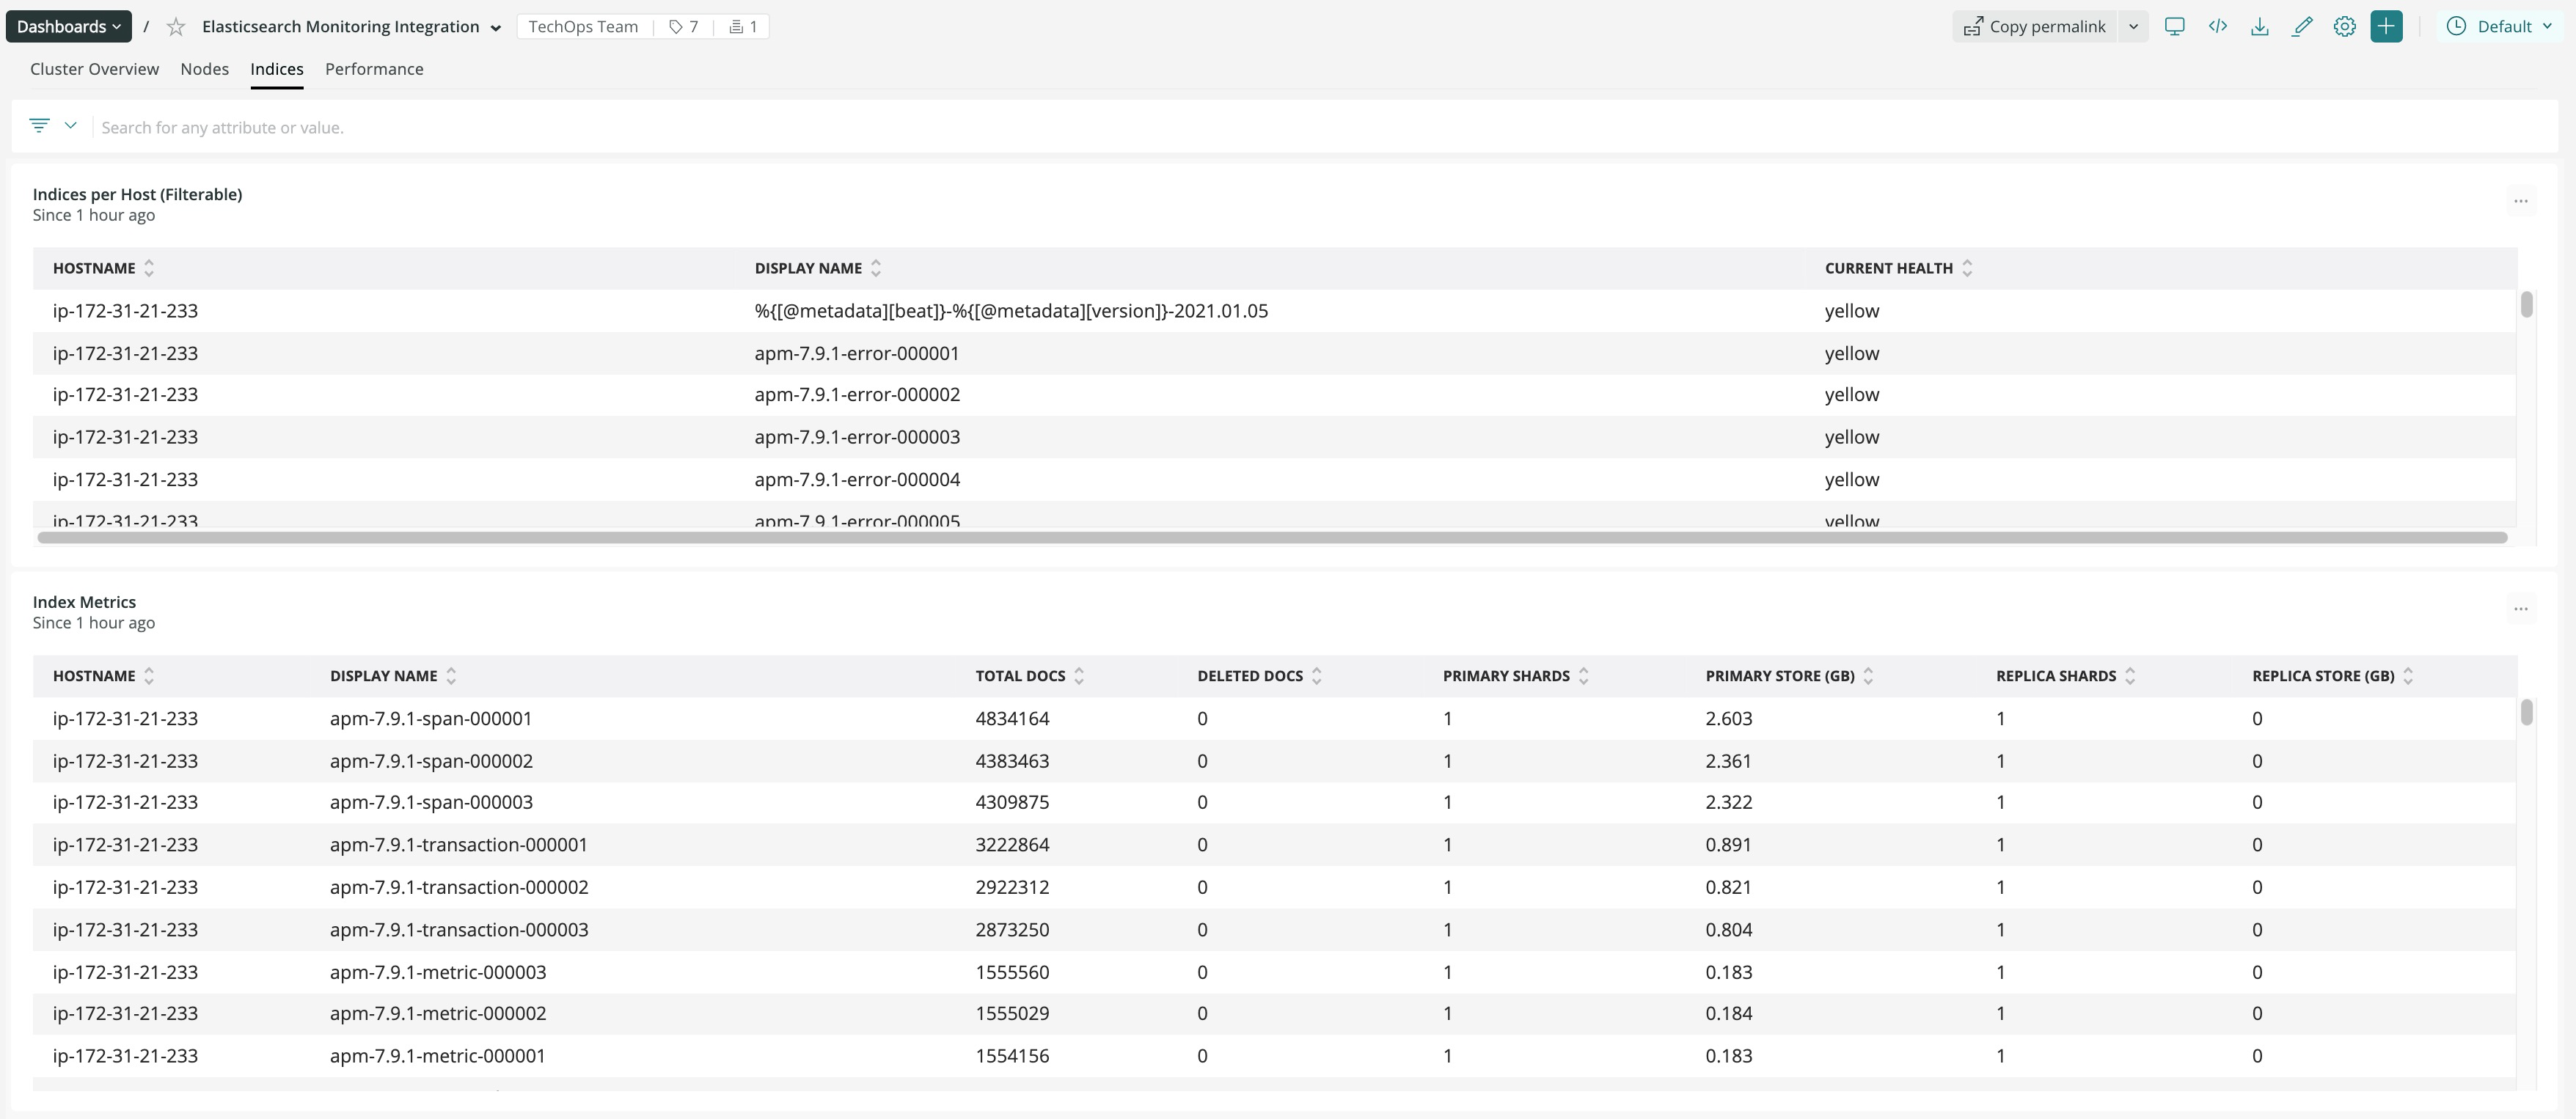 Dashboards / Elasticsearch Monitoring Integration TechOps Team 7 1 Copy permalink </> Default
Cluster Overview Nodes Indices Performance
Search for any attribute or value.
Indices per Host (Filterable)
Since 1 hour ago
HOSTNAME DISPLAY NAME CURRENT HEALTH
ip-172-31-21-233 %{[@metadata][beat]}-%{[@metadata][version]}-2021.01.05 yellow
ip-172-31-21-233 apm-7.9.1-error-000001 yellow
ip-172-31-21-233 apm-7.9.1-error-000002 yellow
ip-172-31-21-233 apm-7.9.1-error-000003 yellow
ip-172-31-21-233 apm-7.9.1-error-000004 yellow
ip-172-31-21-233 apm-7.9.1-error-000005 yellow
Index Metrics
Since 1 hour ago
HOSTNAME DISPLAY NAME TOTAL DOCS DELETED DOCS PRIMARY SHARDS PRIMARY STORE (GB) REPLICA SHARDS REPLICA STORE (GB)
ip-172-31-21-233 apm-7.9.1-span-000001 4834164 0 1 2.603 1 0
ip-172-31-21-233 apm-7.9.1-span-000002 4383463 0 1 2.361 1 0
ip-172-31-21-233 apm-7.9.1-span-000003 4309875 0 1 2.322 1 0
ip-172-31-21-233 apm-7.9.1-transaction-000001 3222864 0 1 0.891 1 0
ip-172-31-21-233 apm-7.9.1-transaction-000002 2922312 0 1 0.821 1 0
ip-172-31-21-233 apm-7.9.1-transaction-000003 2873250 0 1 0.804 1 0
ip-172-31-21-233 apm-7.9.1-metric-000003 1555560 0 1 0.183 1 0
ip-172-31-21-233 apm-7.9.1-metric-000002 1555029 0 1 0.184 1 0
ip-172-31-21-233 apm-7.9.1-metric-000001 1554156 0 1 0.183 1 0